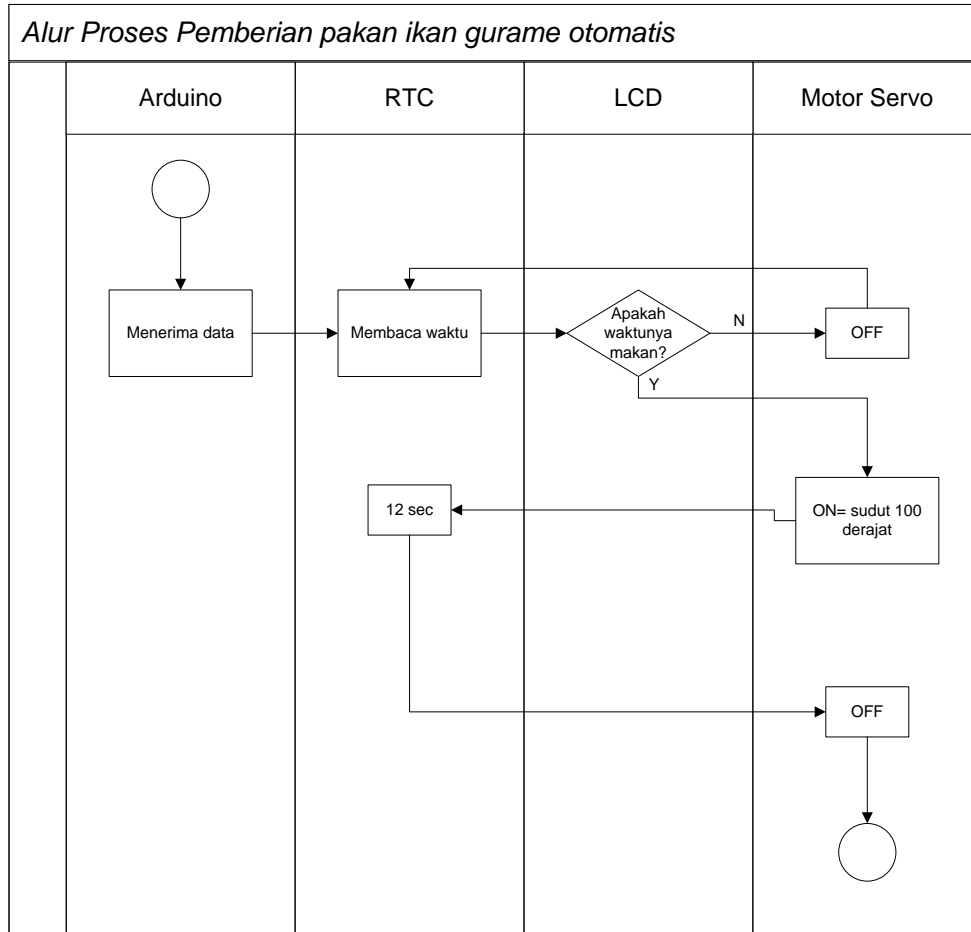 Alur Proses Pemberian pakan ikan gurame otomatis
Arduino
RTC
LCD
Motor Servo
Menerima data
Membaca waktu
Apakah
waktunya
makan?
N
OFF
Y
12 sec
ON= sudut 100
derajat
OFF